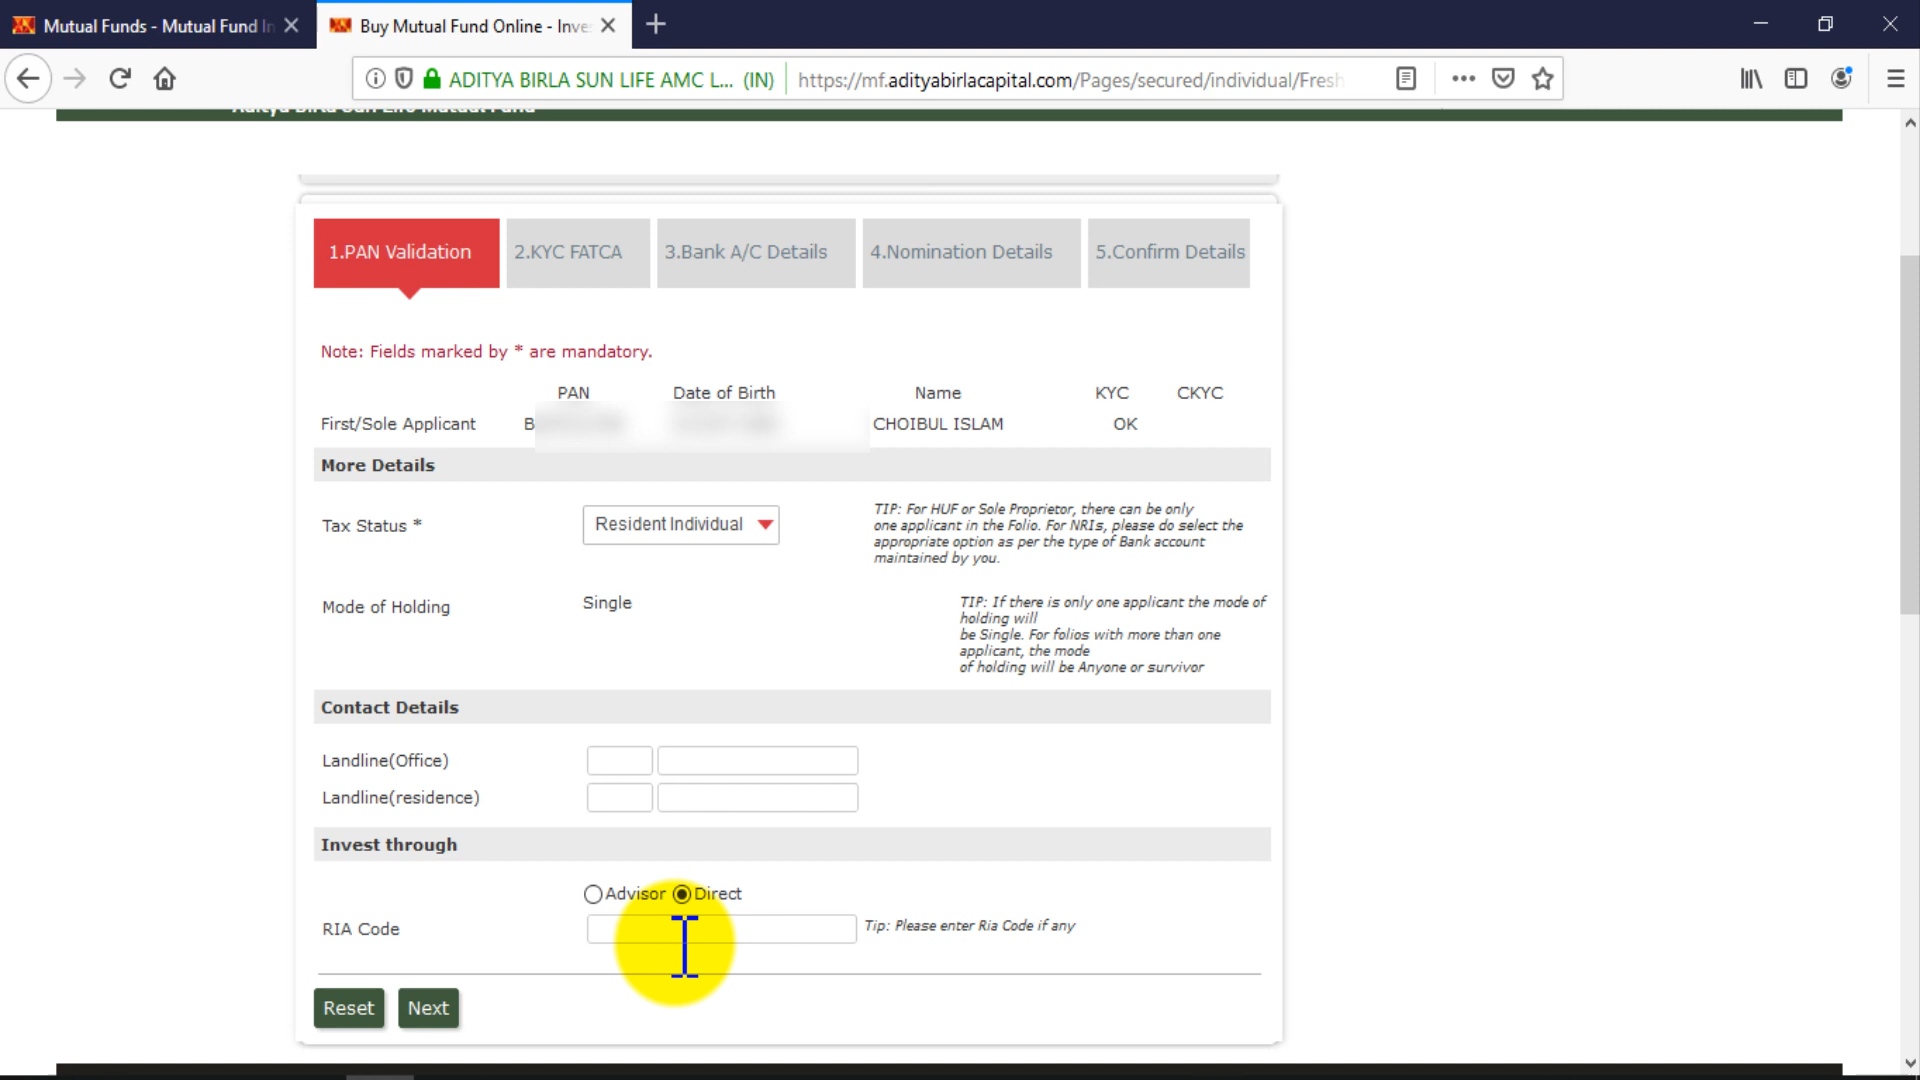 Mutual Funds - Mutual Fund In
Buy Mutual Fund Online - Inves
ADITYA BIRLA SUN LIFE AMC L... (IN)
https://mf.adityabirlacapital.com/Pages/secured/individual/Fresh
Aditya Birla Sun Life Mutual Fund
1.PAN Validation
2.KYC FATCA
3.Bank A/C Details
4.Nomination Details
5.Confirm Details
Note: Fields marked by * are mandatory.
PAN Date of Birth Name KYC CKYC
First/Sole Applicant B CHOIBUL ISLAM OK
More Details
Tax Status *
Resident Individual
TIP: For HUF or Sole Proprietor, there can be only
one applicant in the Folio. For NRIs, please do select the
appropriate option as per the type of Bank account
maintained by you.
Mode of Holding
Single
TIP: If there is only one applicant the mode of
holding will
be Single. For folios with more than one
applicant, the mode
of holding will be Anyone or survivor
Contact Details
Landline(Office)
Landline(residence)
Invest through
Advisor Direct
RIA Code
Tip: Please enter Ria Code if any
Reset
Next